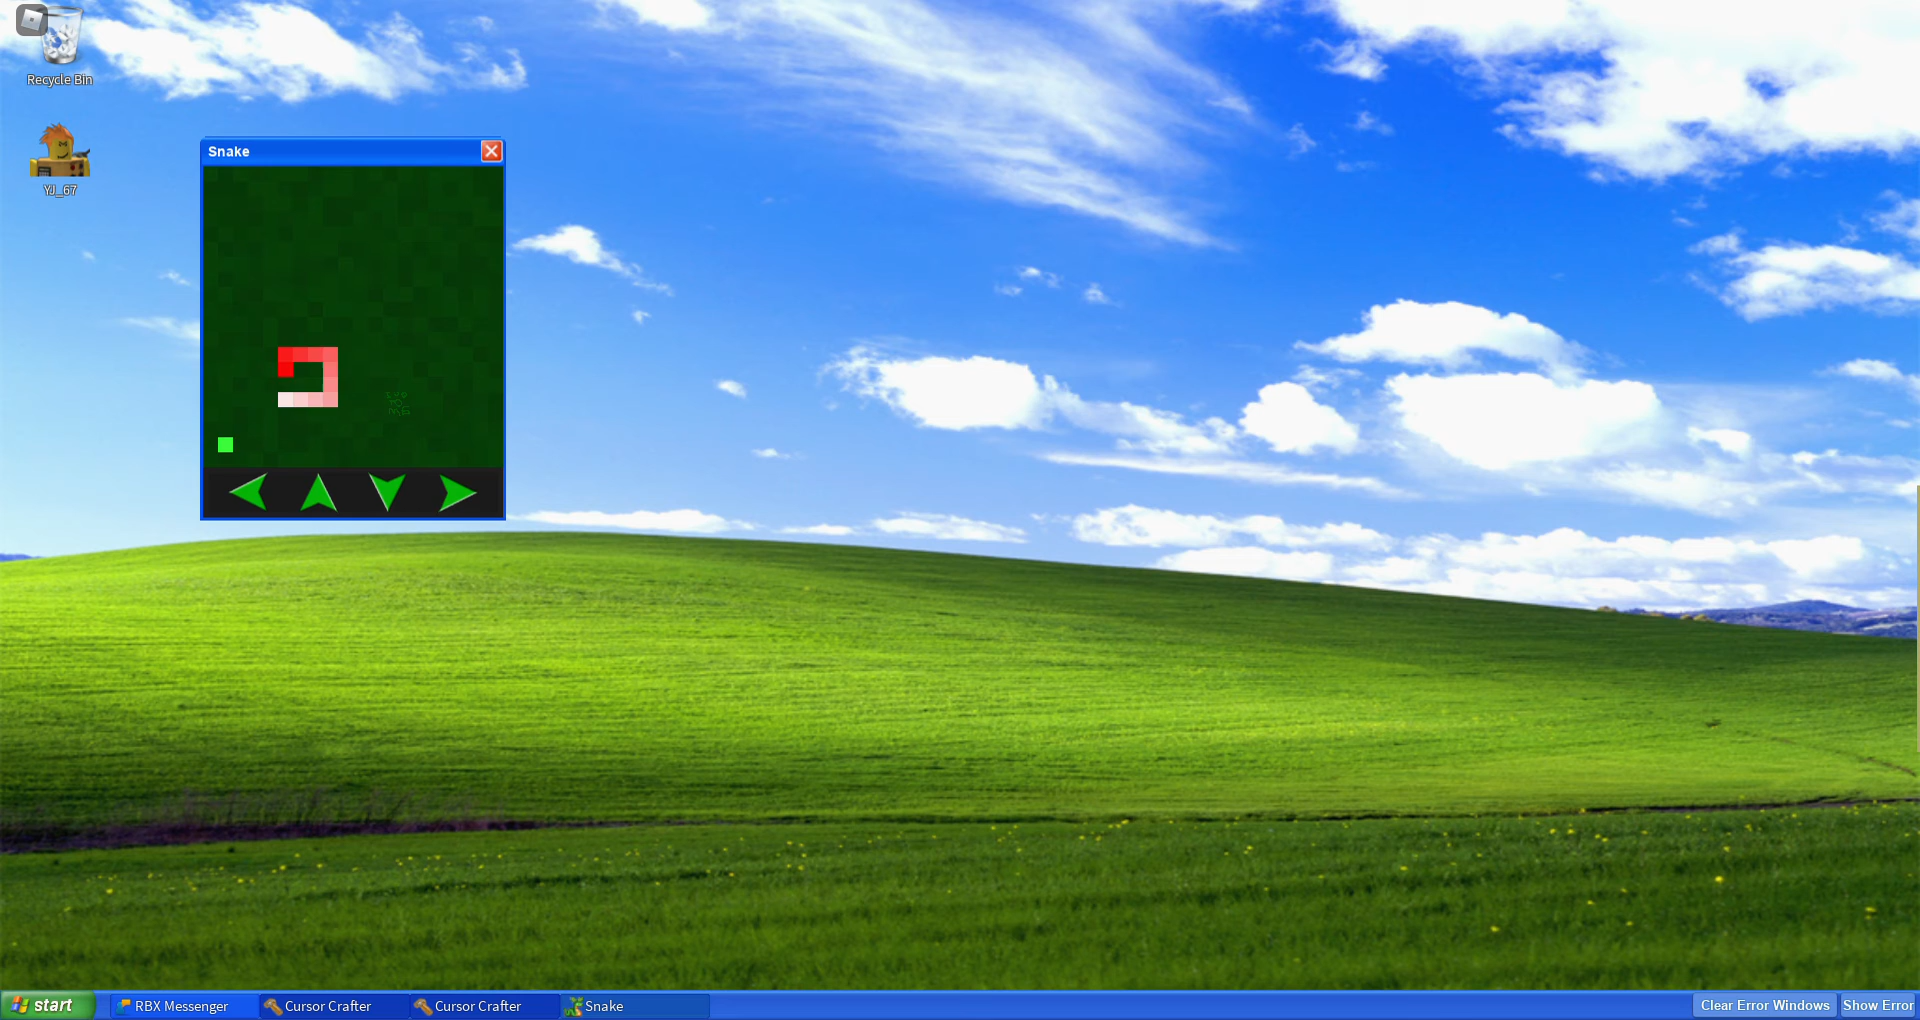 Recycle Bin
YJ_67
Snake
start
RBX Messenger
Cursor Crafter
Cursor Crafter
Snake
Clear Error Windows
Show Error